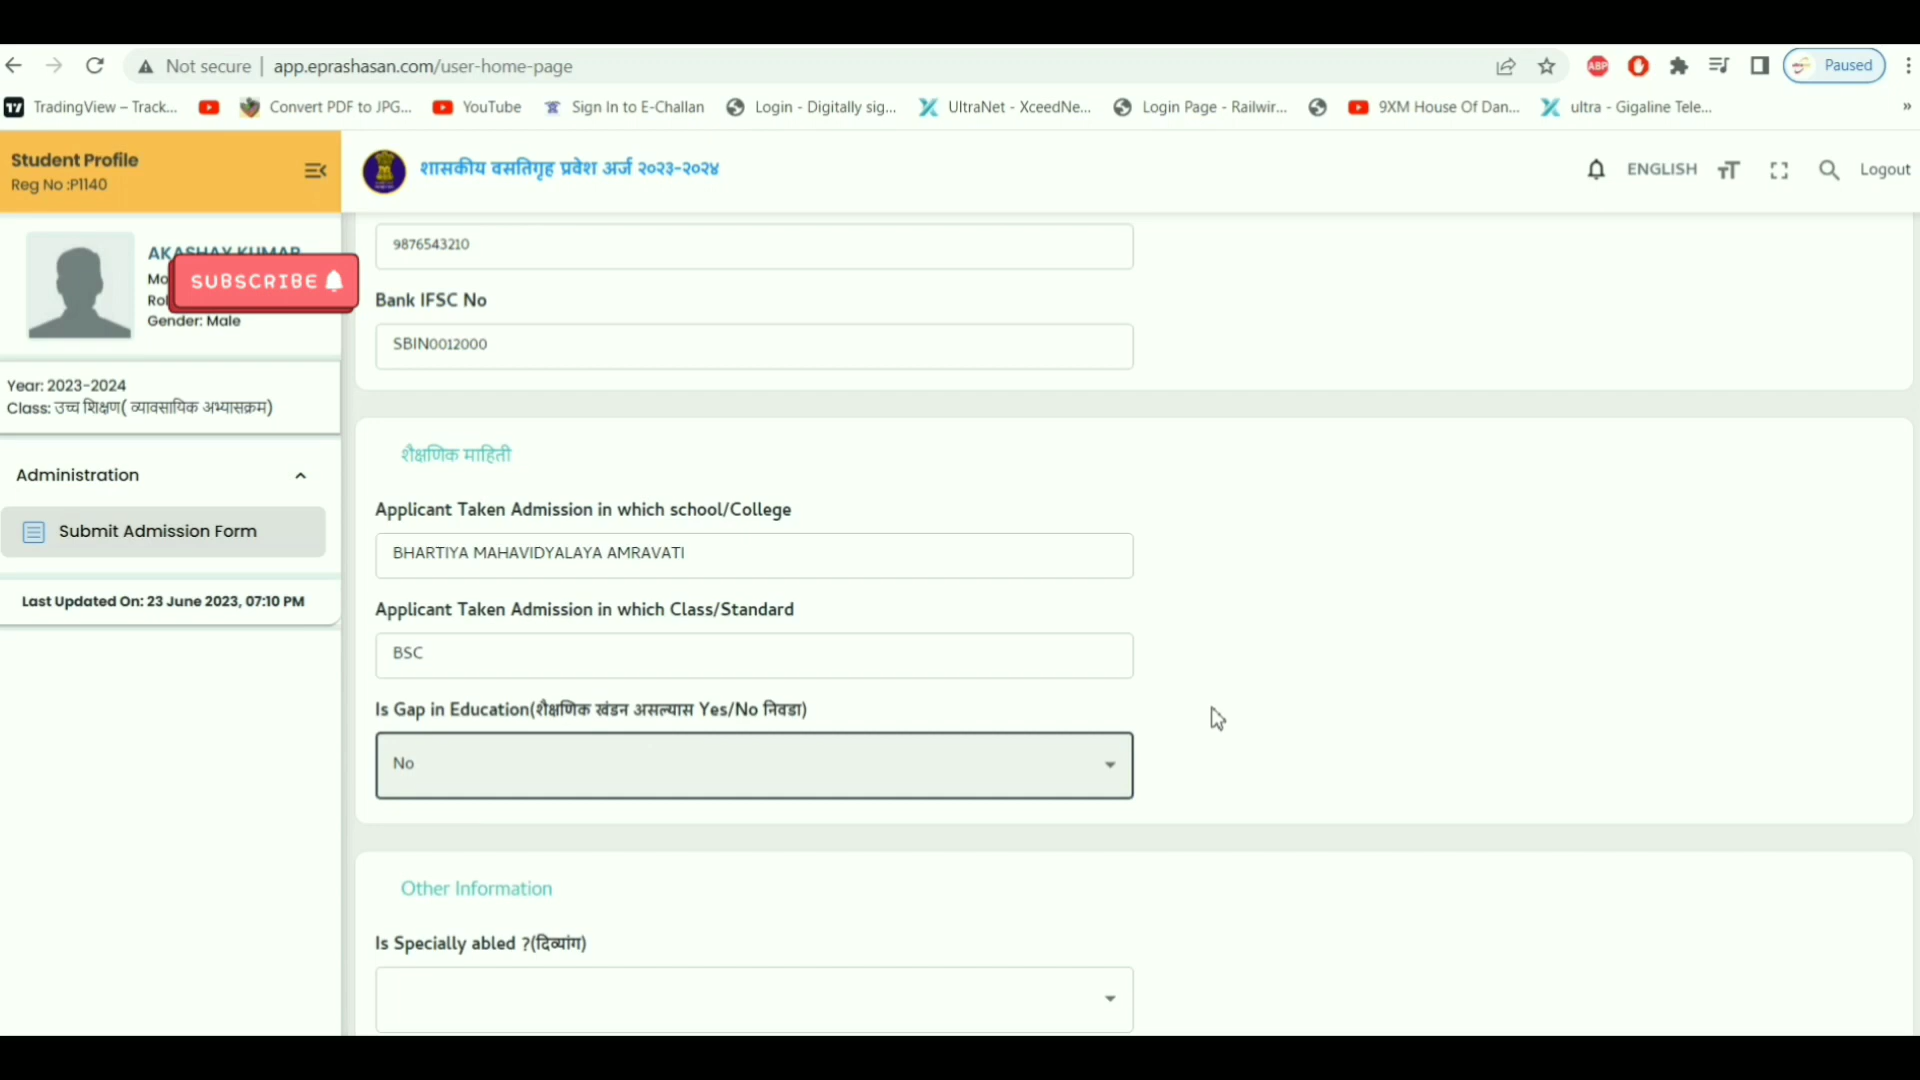 Not secure | app.eprashasan.com/user-home-page
ABP
Paused
TradingView – Track...
Convert PDF to JPG...
YouTube
Sign In to E-Challan
Login - Digitally sig...
UltraNet - XceedNe...
Login Page - Railwir...
9XM House Of Dan...
ultra - Gigaline Tele...
»
Student Profile
Reg No :P1140
शासकीय वसतिगृह प्रवेश अर्ज २०२३-२०२४
ENGLISH
Logout
AKASHAY KUMAR
SUBSCRIBE
Gender: Male
Year: 2023-2024
Class: उच्च शिक्षण( व्यावसायिक अभ्यासक्रम)
Administration
Submit Admission Form
Last Updated On: 23 June 2023, 07:10 PM
9876543210
Bank IFSC No
SBIN0012000
शैक्षणिक माहिती
Applicant Taken Admission in which school/College
BHARTIYA MAHAVIDYALAYA AMRAVATI
Applicant Taken Admission in which Class/Standard
BSC
Is Gap in Education(शैक्षणिक खंडन असल्यास Yes/No निवडा)
No
Other Information
Is Specially abled ?(दिव्यांग)